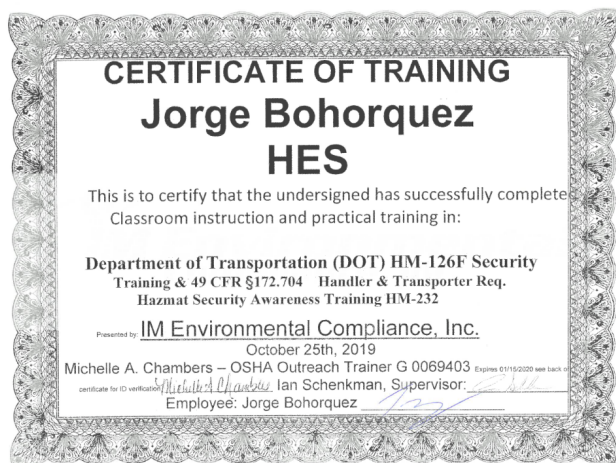 CERTIFICATE OF TRAINING
Jorge Bohorquez
HES
This is to certify that the undersigned has successfully complete
Classroom instruction and practical training in:
Department of Transportation (DOT) HM-126F Security
Training & 49 CFR §172.704 Handler & Transporter Req.
Hazmat Security Awareness Training HM-232
Presented by: IM Environmental Compliance, Inc.
October 25th, 2019
Michelle A. Chambers – OSHA Outreach Trainer G 0069403 Expires 01/15/2020 see back o
certificate for ID verification Michelle A Chambers Ian Schenkman, Supervisor:
Employee: Jorge Bohorquez